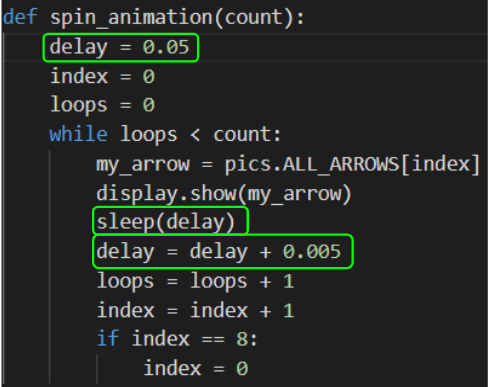 def spin_animation(count):
    delay = 0.05
    index = 0
    loops = 0
    while loops < count:
        my_arrow = pics.ALL_ARROWS[index]
        display.show(my_arrow)
        sleep(delay)
        delay = delay + 0.005
        loops = loops + 1
        index = index + 1
        if index == 8:
            index = 0